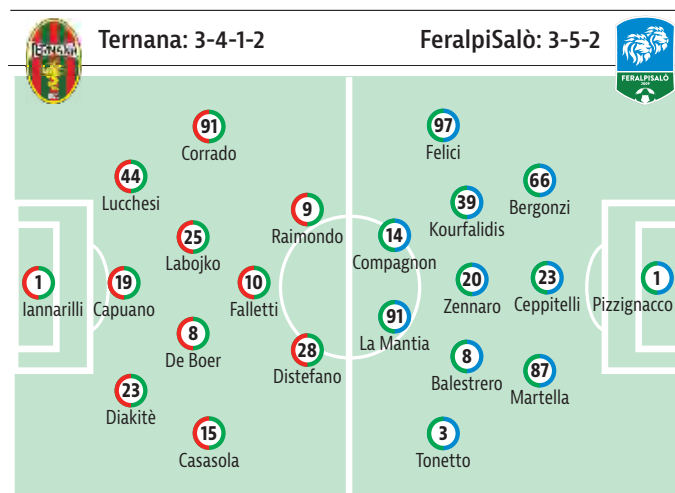 Ternana: 3-4-1-2
FeralpiSalò: 3-5-2
TERNANA
FERALPISALÒ
2009
91
Corrado
44
Lucchesi
9
Raimondo
25
Labojko
1
Iannarilli
19
Capuano
10
Falletti
8
De Boer
28
Distefano
23
Diakitè
15
Casasola
97
Felici
66
Bergonzi
39
Kourfalidis
14
Compagnon
20
Zennaro
23
Ceppitelli
1
Pizzignacco
91
La Mantia
8
Balestrero
87
Martella
3
Tonetto